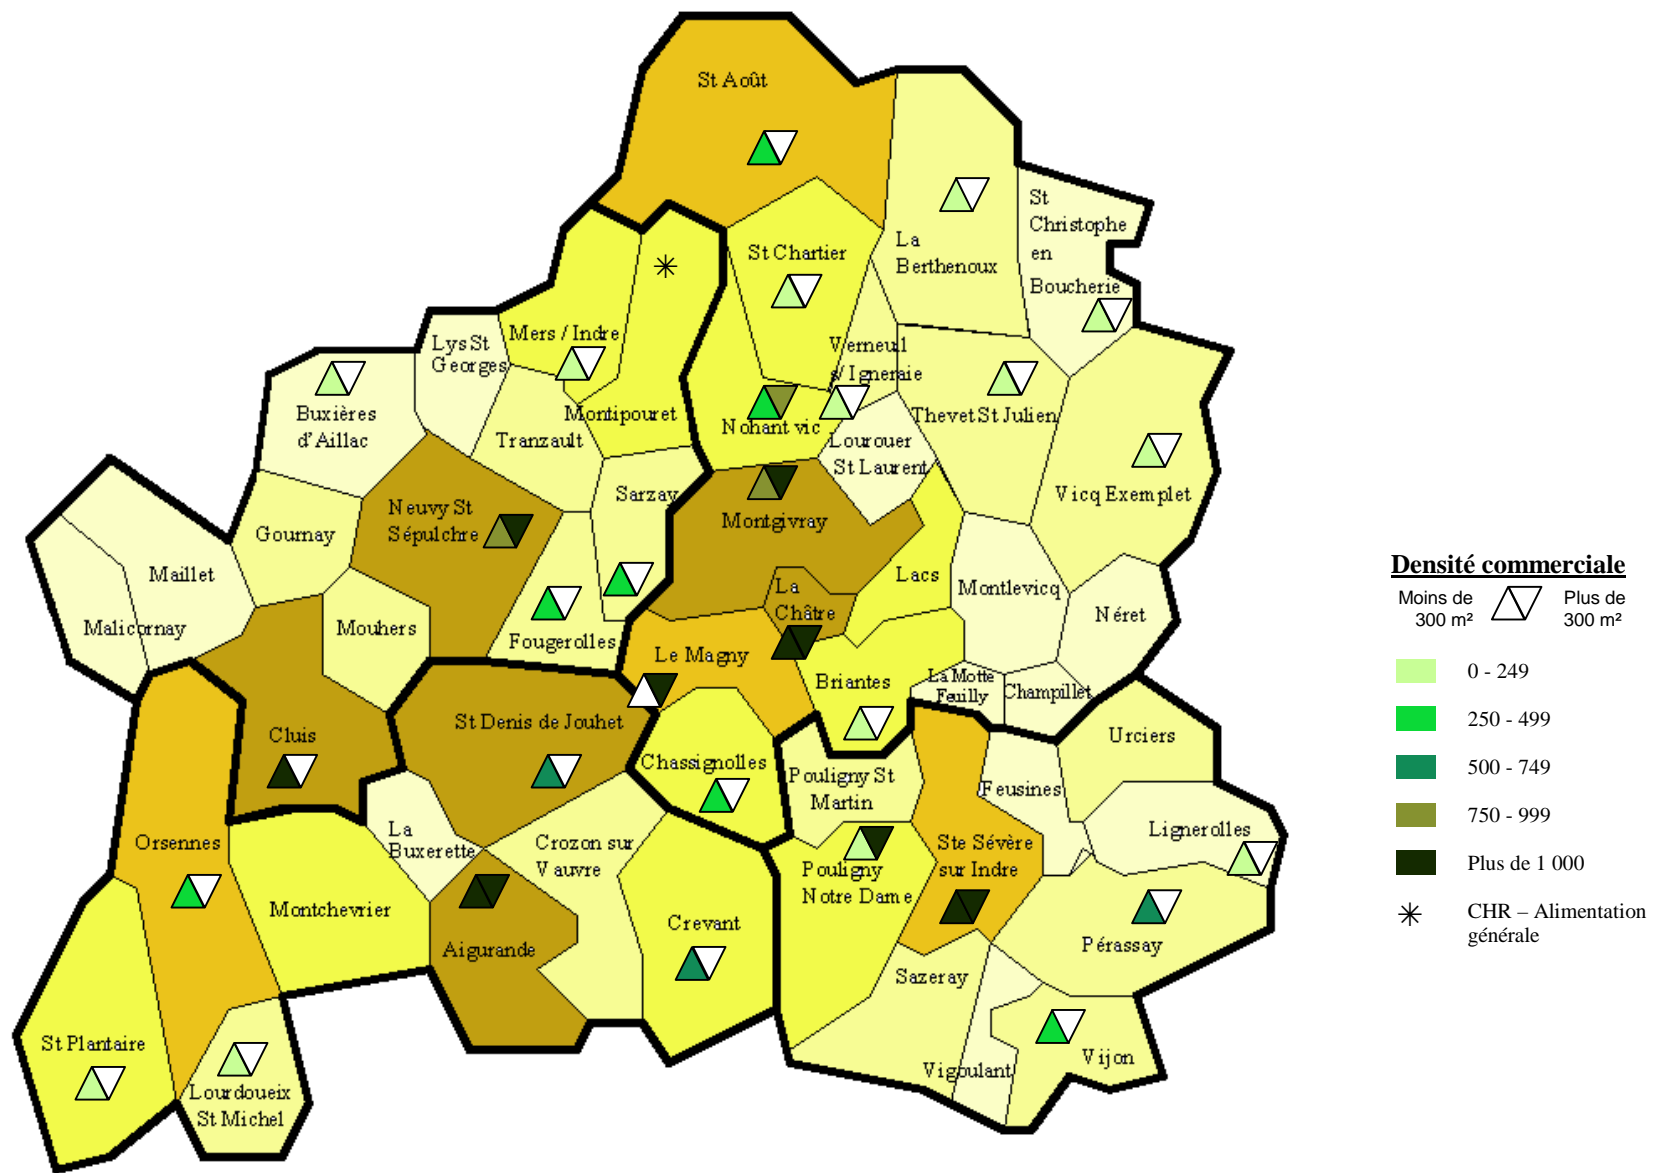 St Août
St
Christophe
en
Boucherie
La
Berthenoux
St Chartier
Mers / Indre
Lys St
Georges
Verneuil
s/ Igneraie
Buxières
d'Aillac
Montipouret
Tranzault
Nohant vic
Thevet St Julien
Lourouer
St Laurent
Vicq Exemplet
Sarzay
Neuvy St
Sépulchre
Gournay
Montgivray
Maillet
Lacs
La
Châtre
Montlevicq
Néret
Malicornay
Mouhers
Fougerolles
Le Magny
Briantes
La Motte
Feuilly
Champillet
St Denis de Jouhet
Cluis
Urciers
Chassignolles
Pouligny St
Martin
Feusines
Lignerolles
La
Buxerette
Orsennes
Crozon sur
Vauvre
Ste Sévère
sur Indre
Pouligny
Notre Dame
Montchevrier
Crevant
Aigurande
Pérassay
Sazeray
St Plantaire
Vijon
Vigoulant
Lourdoueix
St Michel
Densité commerciale
Moins de
300 m²
Plus de
300 m²
0 - 249
250 - 499
500 - 749
750 - 999
Plus de 1 000
CHR – Alimentation
générale